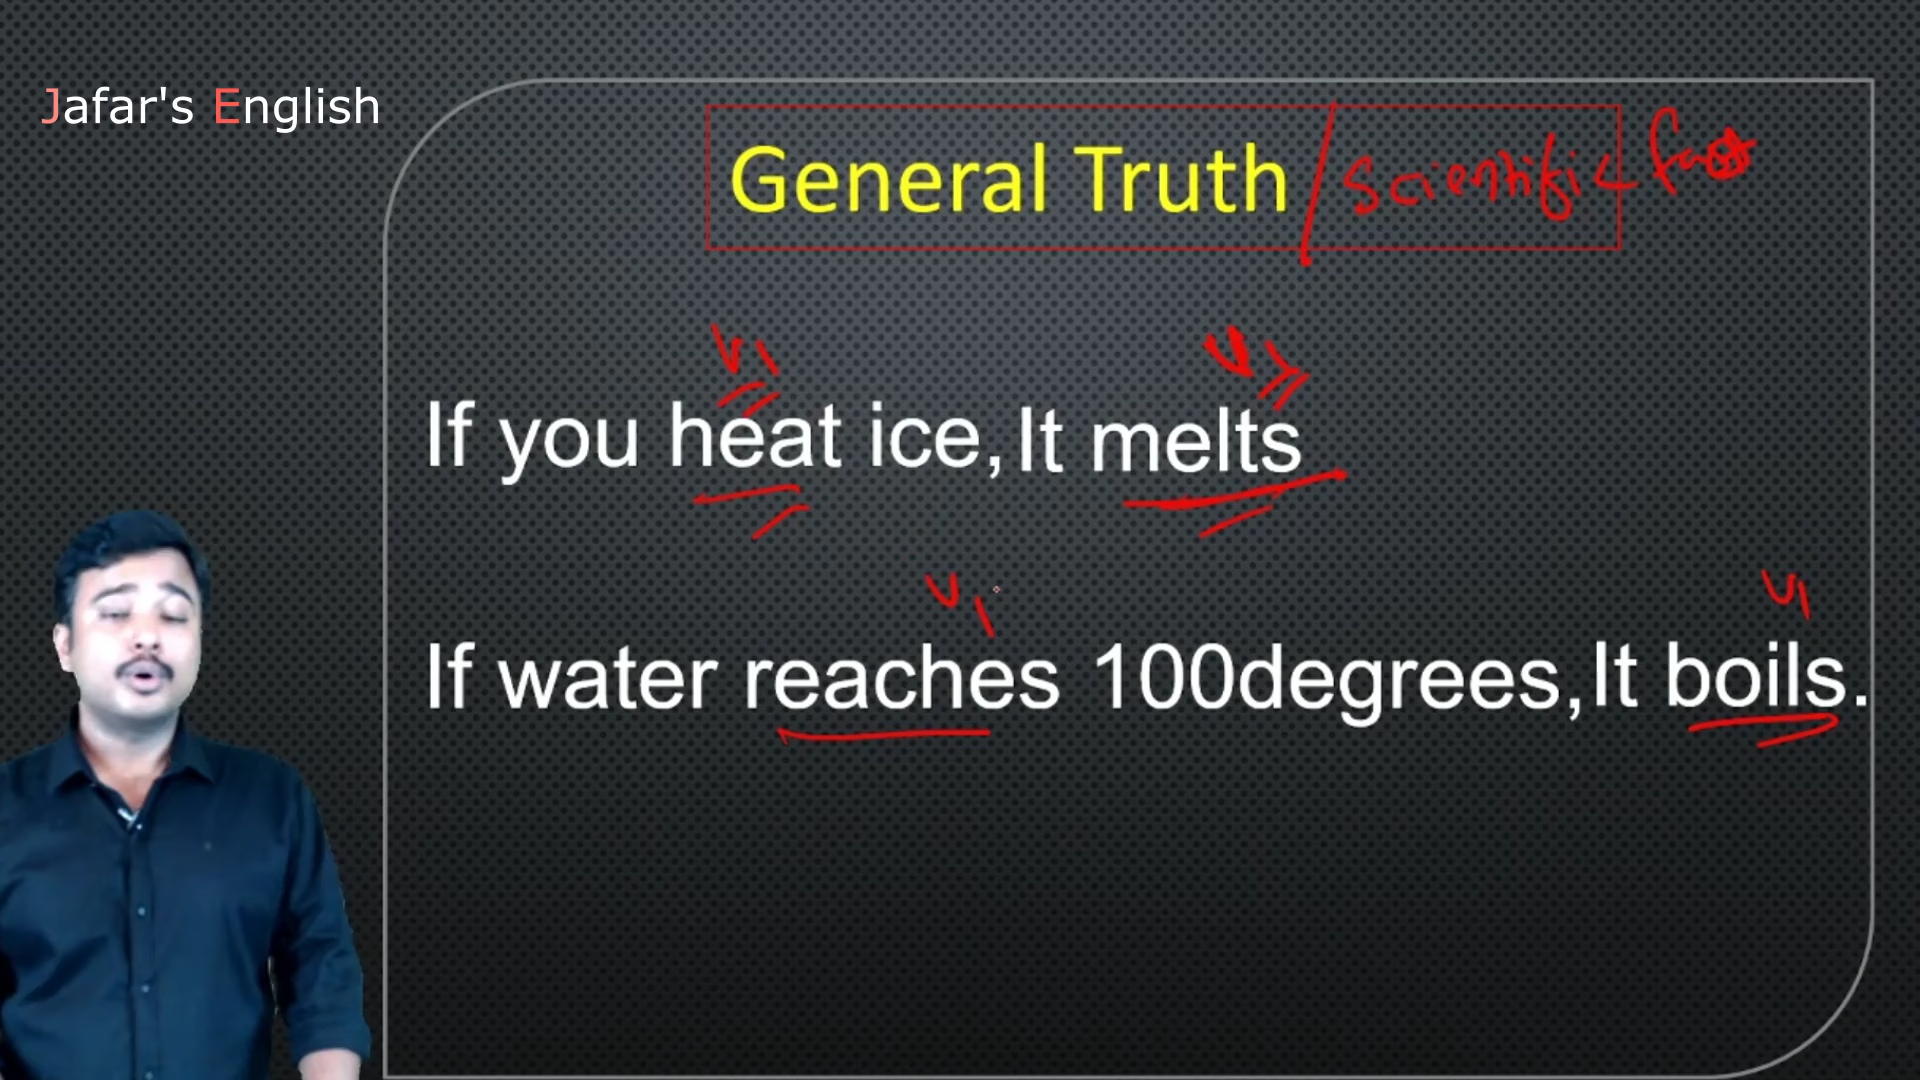 Jafar's English
General Truth / Scientific fact
V1
If you heat ice,It melts
V1 V1
If water reaches 100degrees,It boils.